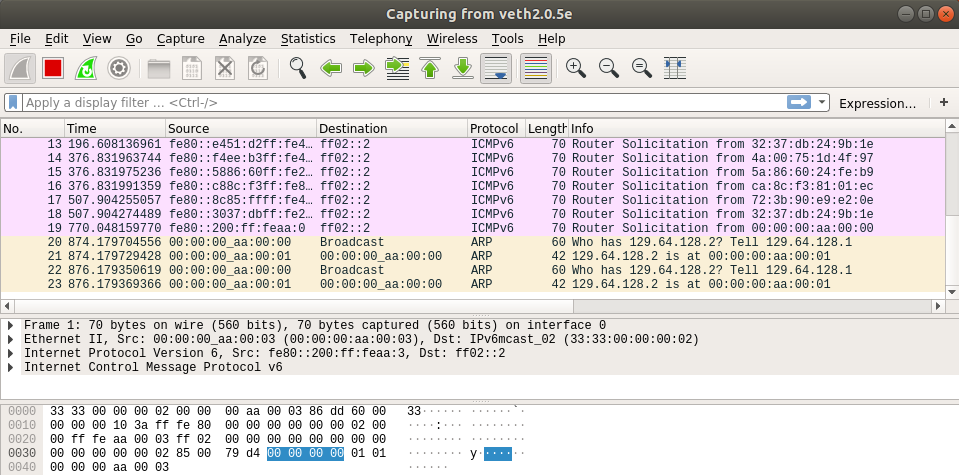 Capturing from veth2.0.5e
File Edit View Go Capture Analyze Statistics Telephony Wireless Tools Help
Apply a display filter ... <Ctrl-/> Expression... +
No. Time Source Destination Protocol Length Info
13 196.608136961 fe80::e451:d2ff:fe4... ff02::2 ICMPv6 70 Router Solicitation from 32:37:db:24:9b:1e
14 376.831963744 fe80::f4ee:b3ff:fe4... ff02::2 ICMPv6 70 Router Solicitation from 4a:00:75:1d:4f:97
15 376.831975236 fe80::5886:60ff:fe2... ff02::2 ICMPv6 70 Router Solicitation from 5a:86:60:24:fe:b9
16 376.831991359 fe80::c88c:f3ff:fe8... ff02::2 ICMPv6 70 Router Solicitation from ca:8c:f3:81:01:ec
17 507.904255057 fe80::8c85:ffff:fe4... ff02::2 ICMPv6 70 Router Solicitation from 72:3b:90:e9:e2:0e
18 507.904274489 fe80::3037:dbff:fe2... ff02::2 ICMPv6 70 Router Solicitation from 32:37:db:24:9b:1e
19 770.048159770 fe80::200:ff:feaa:0 ff02::2 ICMPv6 70 Router Solicitation from 00:00:00:aa:00:00
20 874.179704556 00:00:00_aa:00:00 Broadcast ARP 60 Who has 129.64.128.2? Tell 129.64.128.1
21 874.179729428 00:00:00_aa:00:01 00:00:00_aa:00:00 ARP 42 129.64.128.2 is at 00:00:00:aa:00:01
22 876.179350619 00:00:00_aa:00:00 Broadcast ARP 60 Who has 129.64.128.2? Tell 129.64.128.1
23 876.179369366 00:00:00_aa:00:01 00:00:00_aa:00:00 ARP 42 129.64.128.2 is at 00:00:00:aa:00:01
Frame 1: 70 bytes on wire (560 bits), 70 bytes captured (560 bits) on interface 0
Ethernet II, Src: 00:00:00_aa:00:03 (00:00:00:aa:00:03), Dst: IPv6mcast_02 (33:33:00:00:00:02)
Internet Protocol Version 6, Src: fe80::200:ff:feaa:3, Dst: ff02::2
Internet Control Message Protocol v6
0000 33 33 00 00 00 02 00 00 00 aa 00 03 86 dd 60 00 33······ ······`·
0010 00 00 00 10 3a ff fe 80 00 00 00 00 00 00 02 00 ····:··· ········
0020 00 ff fe aa 00 03 ff 02 00 00 00 00 00 00 00 00 ········ ········
0030 00 00 00 00 00 02 85 00 79 d4 00 00 00 00 01 01 ········ y·······
0040 00 00 00 aa 00 03 ······